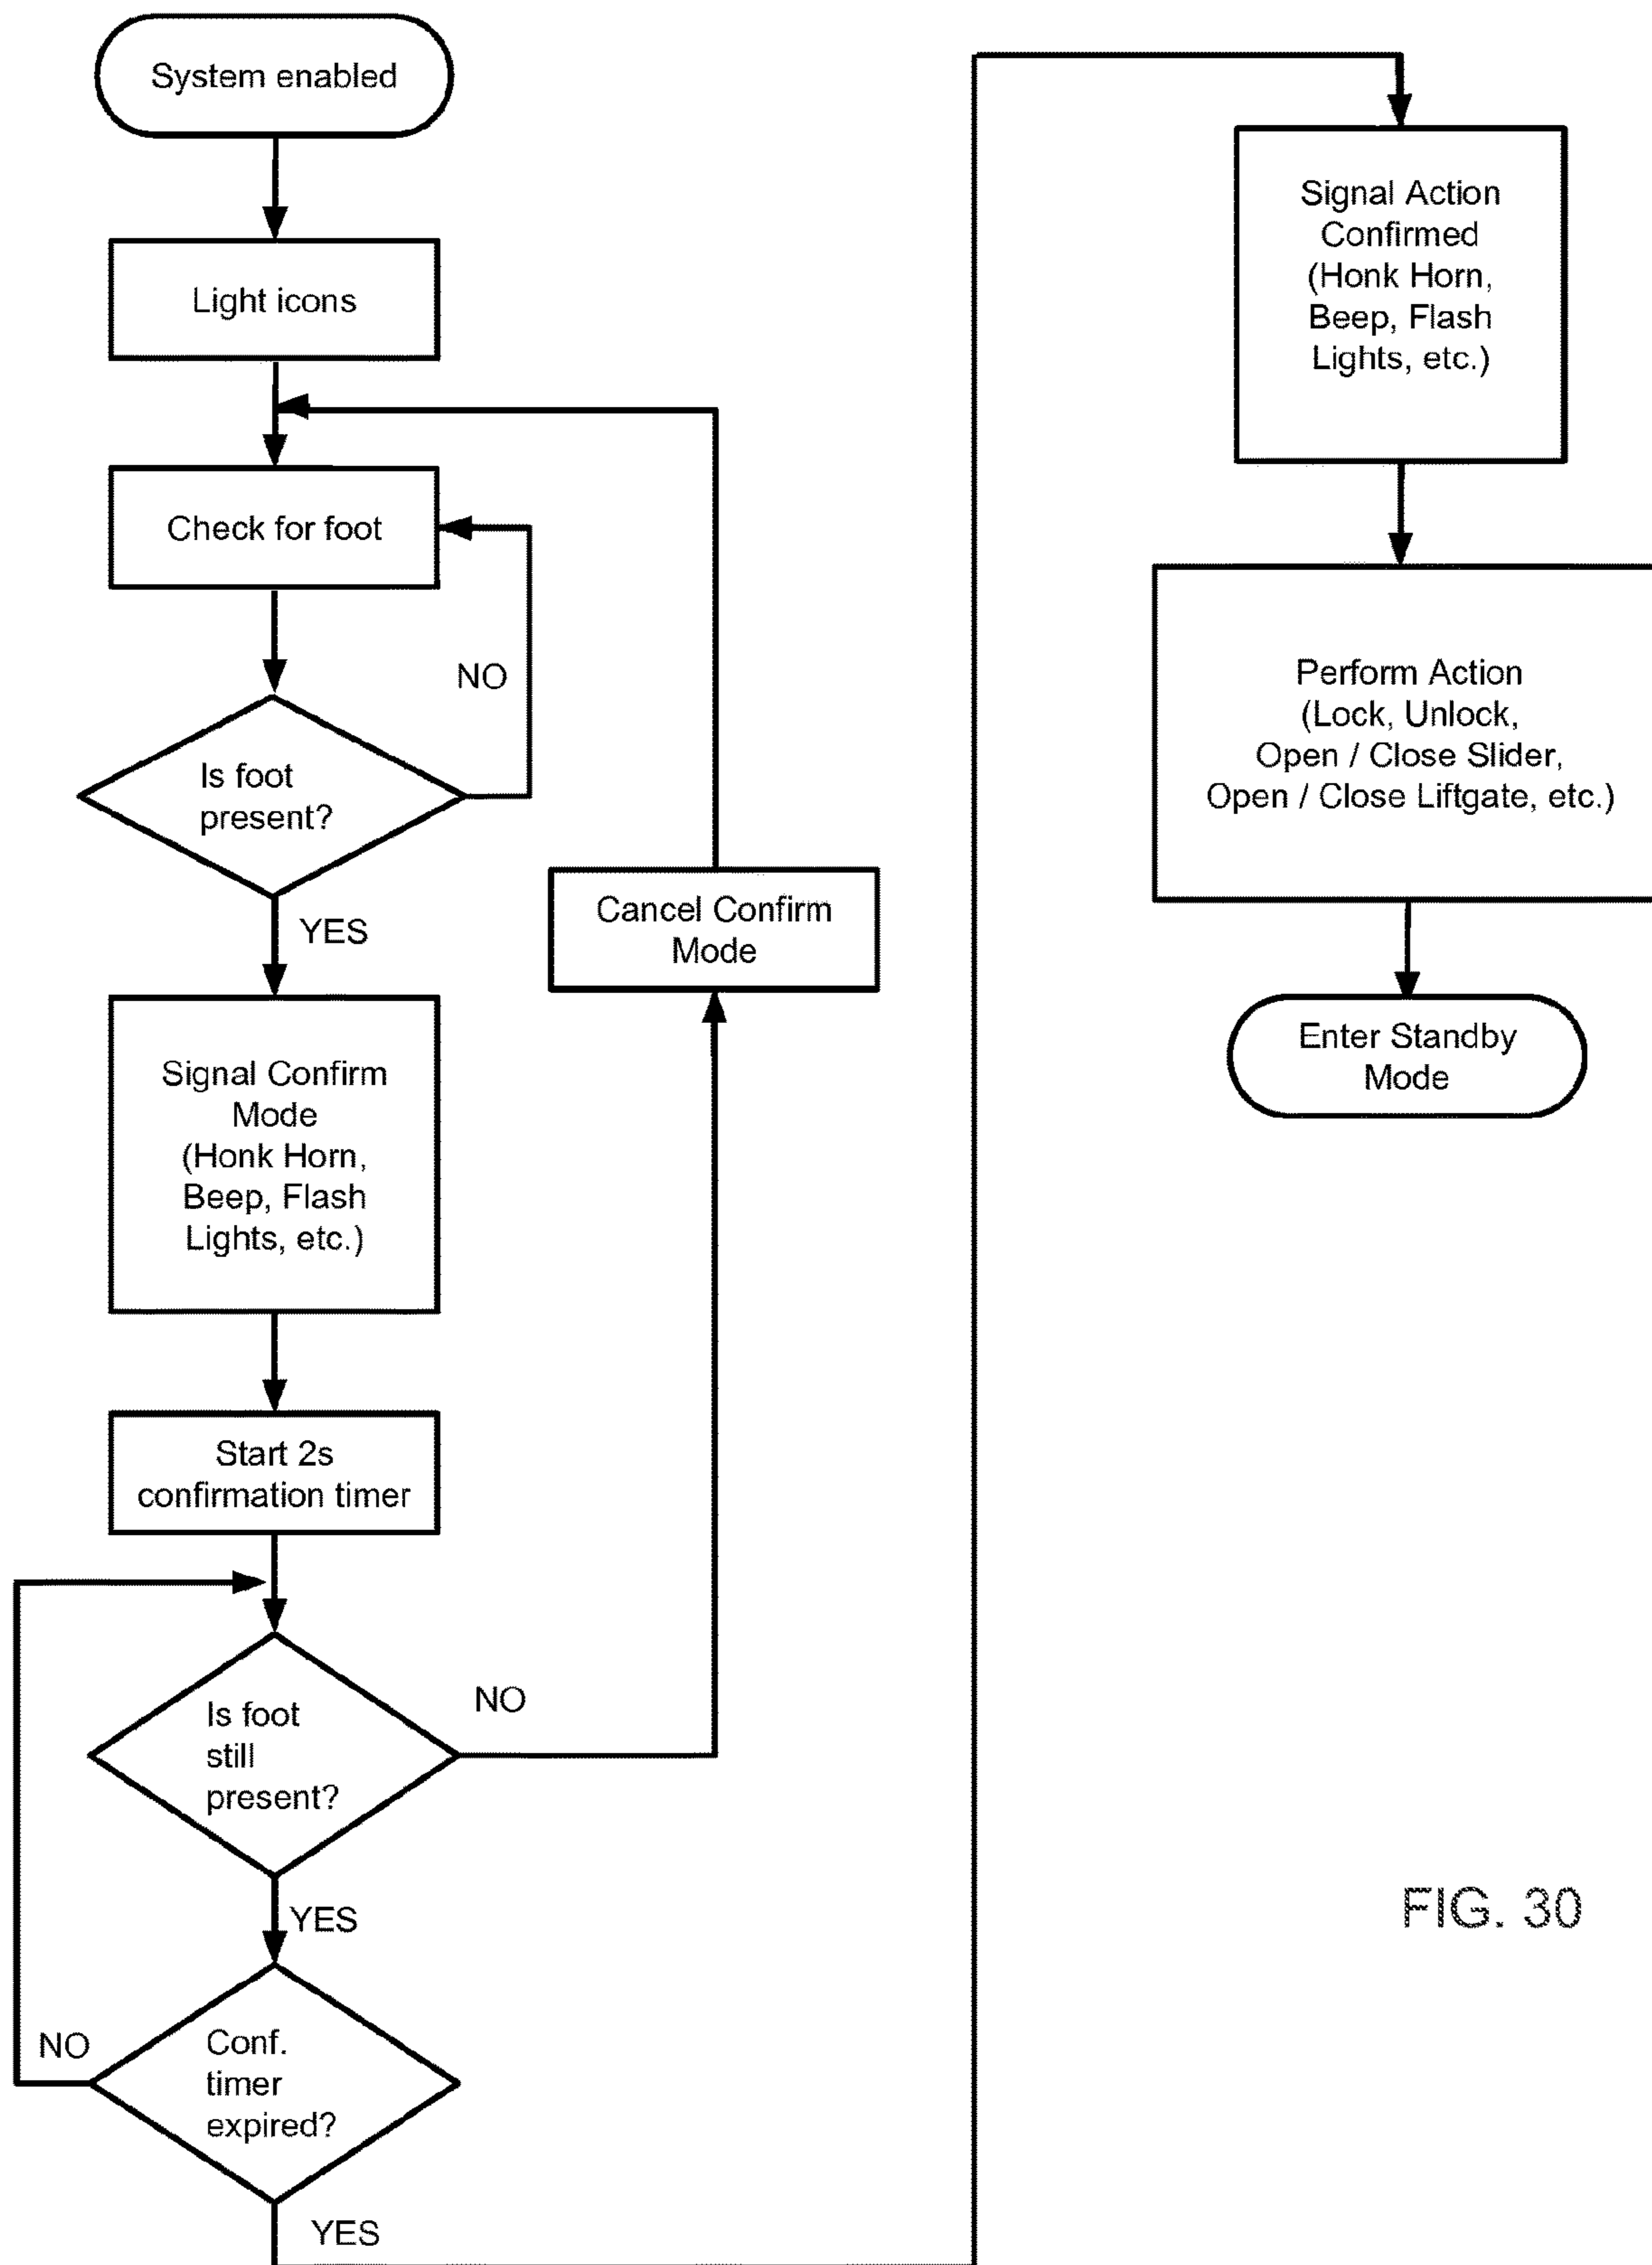 System enabled
Light icons
Check for foot
NO
Is foot
present?
YES
Cancel Confirm
Mode
Signal Confirm
Mode
(Honk Horn,
Beep, Flash
Lights, etc.)
Start 2s
confirmation timer
NO
Is foot
still
present?
YES
NO
Conf.
timer
expired?
YES
Signal Action
Confirmed
(Honk Horn,
Beep, Flash
Lights, etc.)
Perform Action
(Lock, Unlock,
Open / Close Slider,
Open / Close Liftgate, etc.)
Enter Standby
Mode
FIG. 30